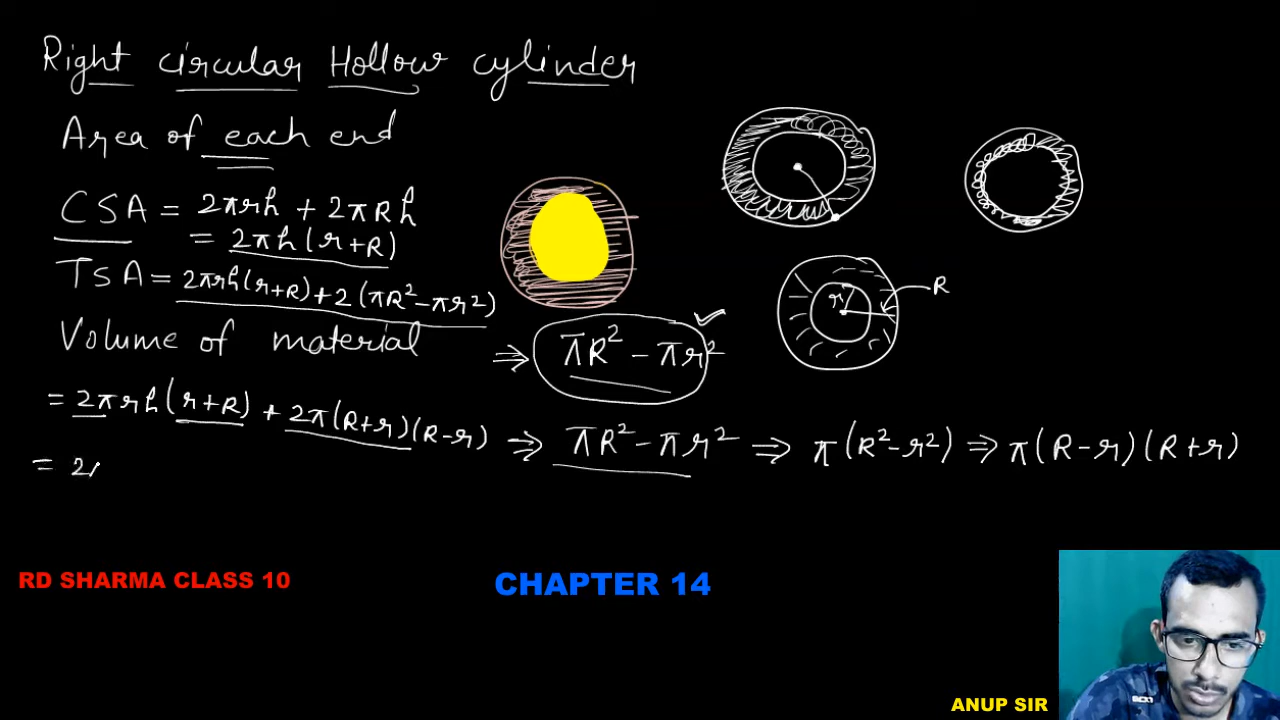 Right circular Hollow cylinder
Area of each end
CSA = 2πrh + 2πRh
= 2πh(r+R)
TSA = 2πrh(r+R) + 2(πR² - πr²)
Volume of material
⇒ πR² - πr²
r
R
= 2πrh(r+R) + 2π(R+r)(R-r) ⇒ πR² - πr² ⇒ π(R²-r²) ⇒ π(R-r)(R+r)
= 2
RD SHARMA CLASS 10
CHAPTER 14
ANUP SIR